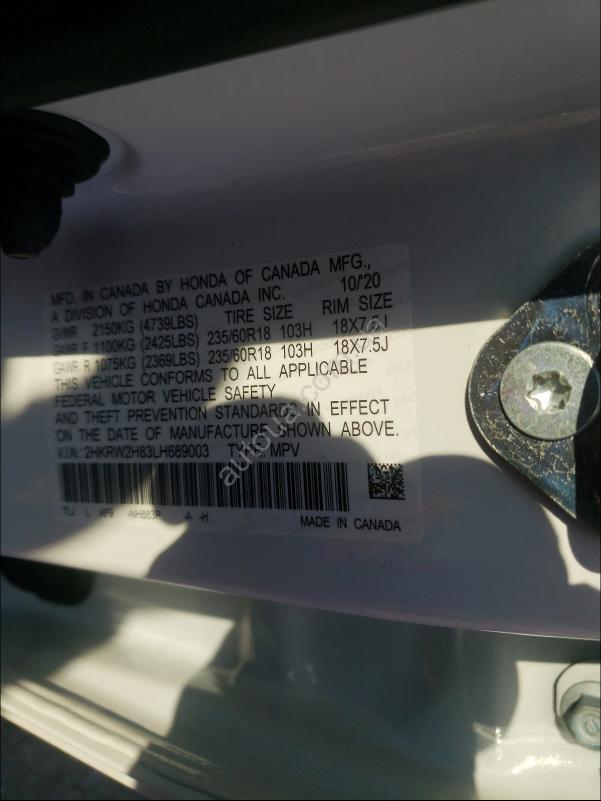 MFD. IN CANADA BY HONDA OF CANADA MFG.,
A DIVISION OF HONDA CANADA INC. 10/'20
GVWR 2150KG (4739LBS) TIRE SIZE RIM SIZE
GAWR F 1100KG (2425LBS) 235/60R18 103H 18X7.5J
GAWR R 1075KG (2369LBS) 235/60R18 103H 18X7.5J
THIS VEHICLE CONFORMS TO ALL APPLICABLE
FEDERAL MOTOR VEHICLE SAFETY
AND THEFT PREVENTION STANDARDS IN EFFECT
ON THE DATE OF MANUFACTURE SHOWN ABOVE.
V.I.N.: 2HKRW2H83LH689003 MPV
TLJ L AF9 -NH883P -A -H
MADE IN CANADA